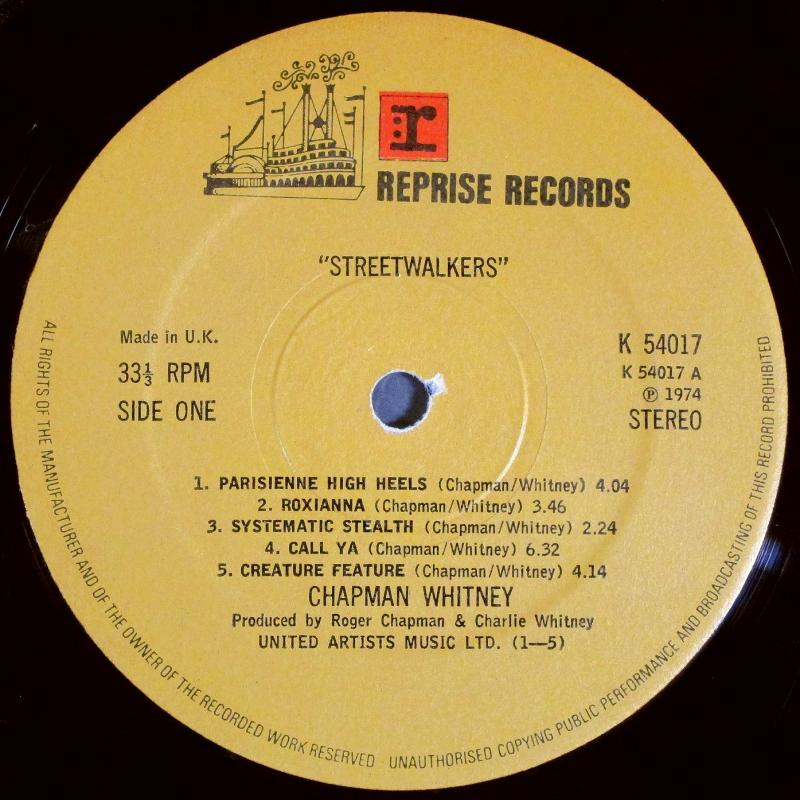 r
REPRISE RECORDS
"STREETWALKERS"
Made in U.K.
33⅓ RPM
SIDE ONE
K 54017
K 54017 A
℗ 1974
STEREO
1. PARISIENNE HIGH HEELS (Chapman/Whitney) 4.04
2. ROXIANNA (Chapman/Whitney) 3.46
3. SYSTEMATIC STEALTH (Chapman/Whitney) 2.24
4. CALL YA (Chapman/Whitney) 6.32
5. CREATURE FEATURE (Chapman/Whitney) 4.14
CHAPMAN WHITNEY
Produced by Roger Chapman & Charlie Whitney
UNITED ARTISTS MUSIC LTD. (1—5)
ALL RIGHTS OF THE MANUFACTURER AND OF THE OWNER OF THE RECORDED WORK RESERVED · UNAUTHORISED COPYING PUBLIC PERFORMANCE AND BROADCASTING OF THIS RECORD PROHIBITED